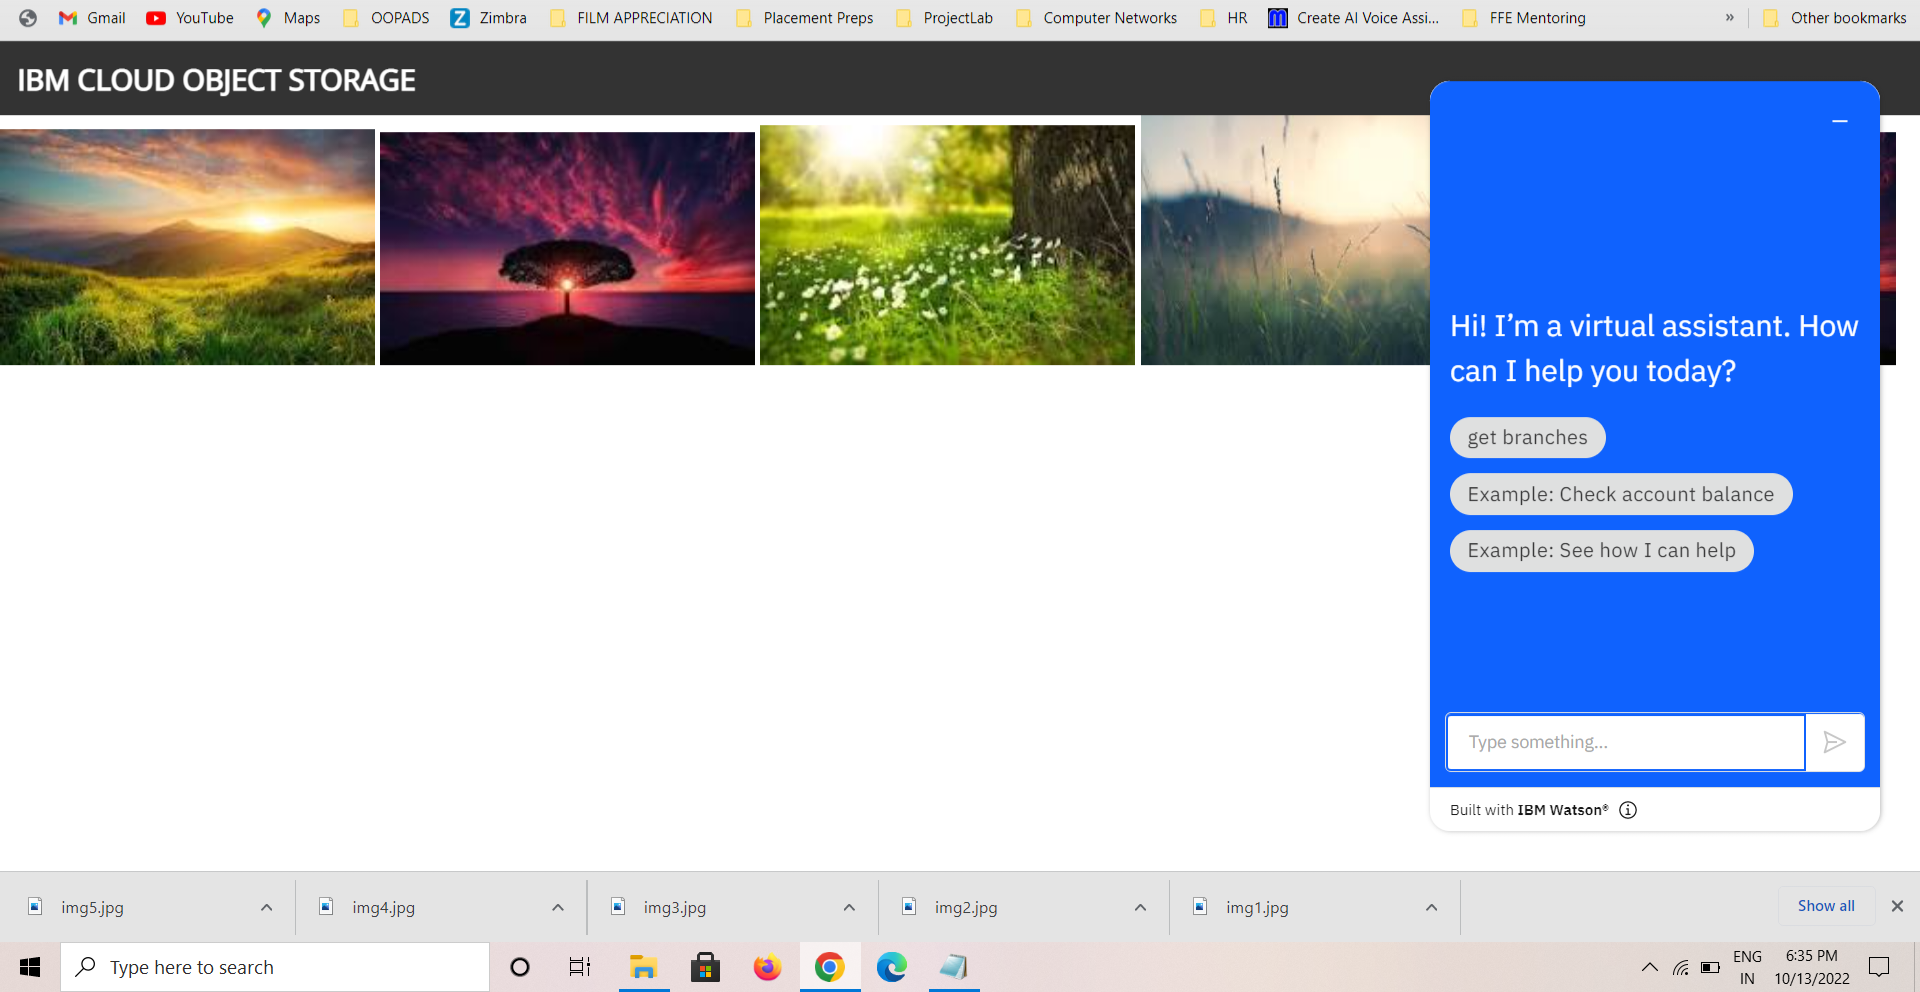 Gmail YouTube Maps OOPADS Zimbra FILM APPRECIATION Placement Preps ProjectLab Computer Networks HR Create AI Voice Assi... FFE Mentoring » Other bookmarks
IBM CLOUD OBJECT STORAGE
Hi! I’m a virtual assistant. How
can I help you today?
get branches
Example: Check account balance
Example: See how I can help
Type something...
Built with IBM Watson®
img5.jpg img4.jpg img3.jpg img2.jpg img1.jpg Show all
Type here to search
ENG 6:35 PM
IN 10/13/2022